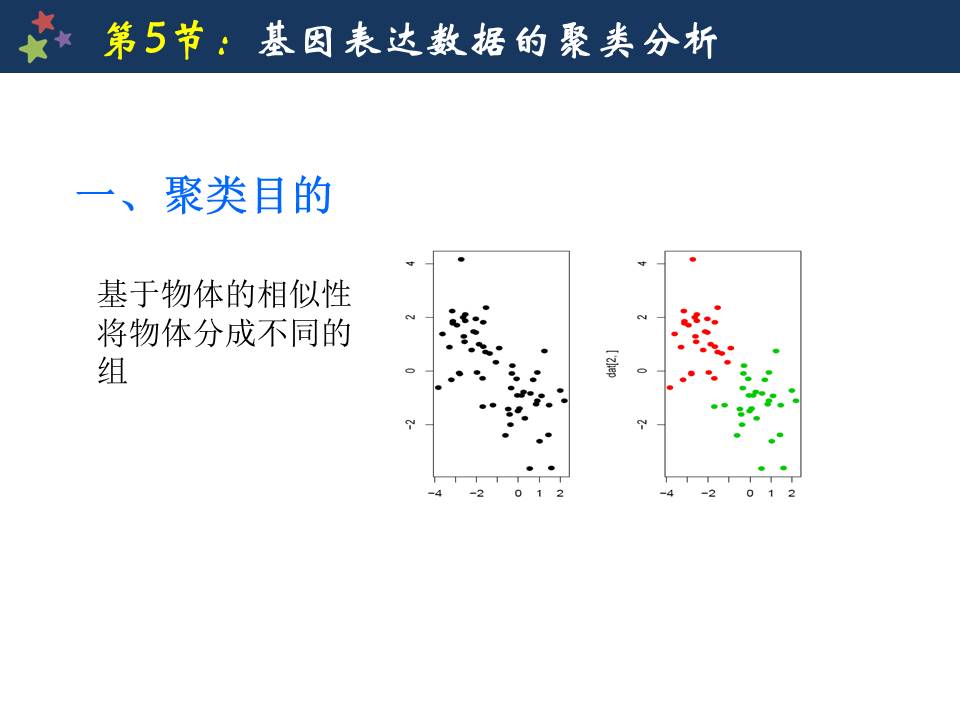 第5节：基因表达数据的聚类分析
一、聚类目的
基于物体的相似性
将物体分成不同的
组
4
2
0
−2
−4 −2 0 1 2
dat[2, ]
4
2
0
−2
−4 −2 0 1 2